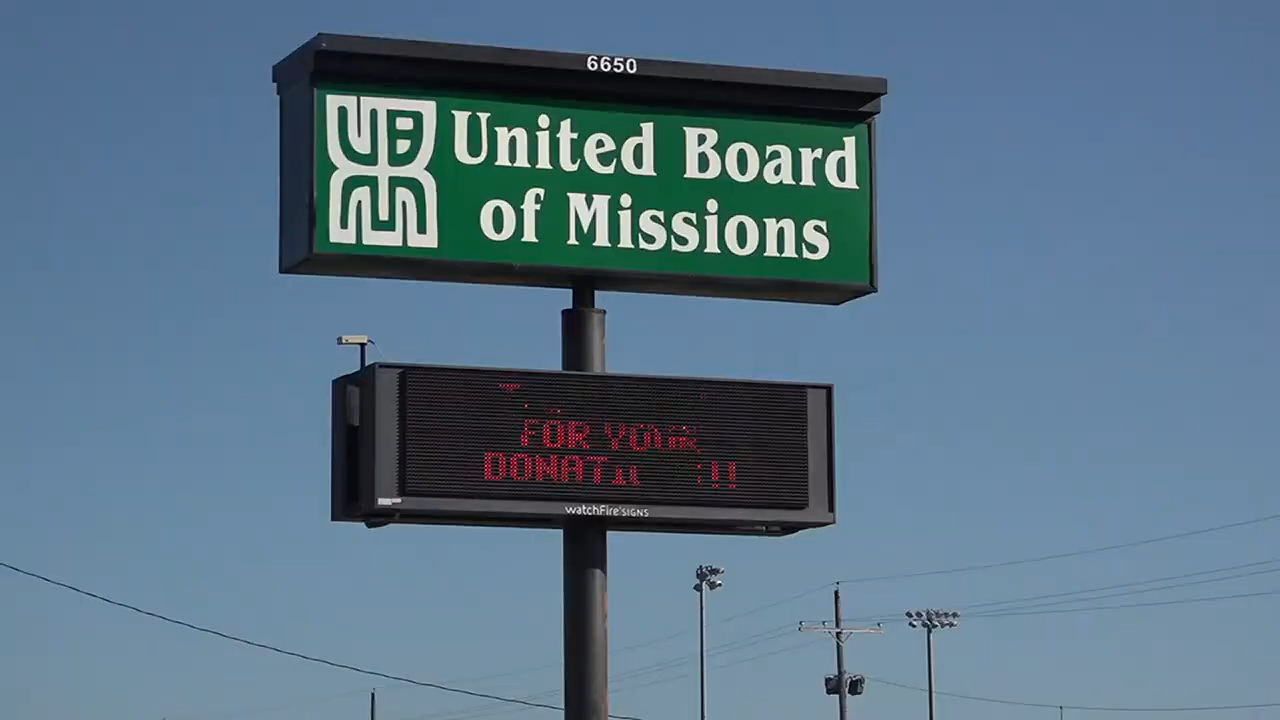 6650
United Board
of Missions
FOR YOUR
watchFire SIGNS